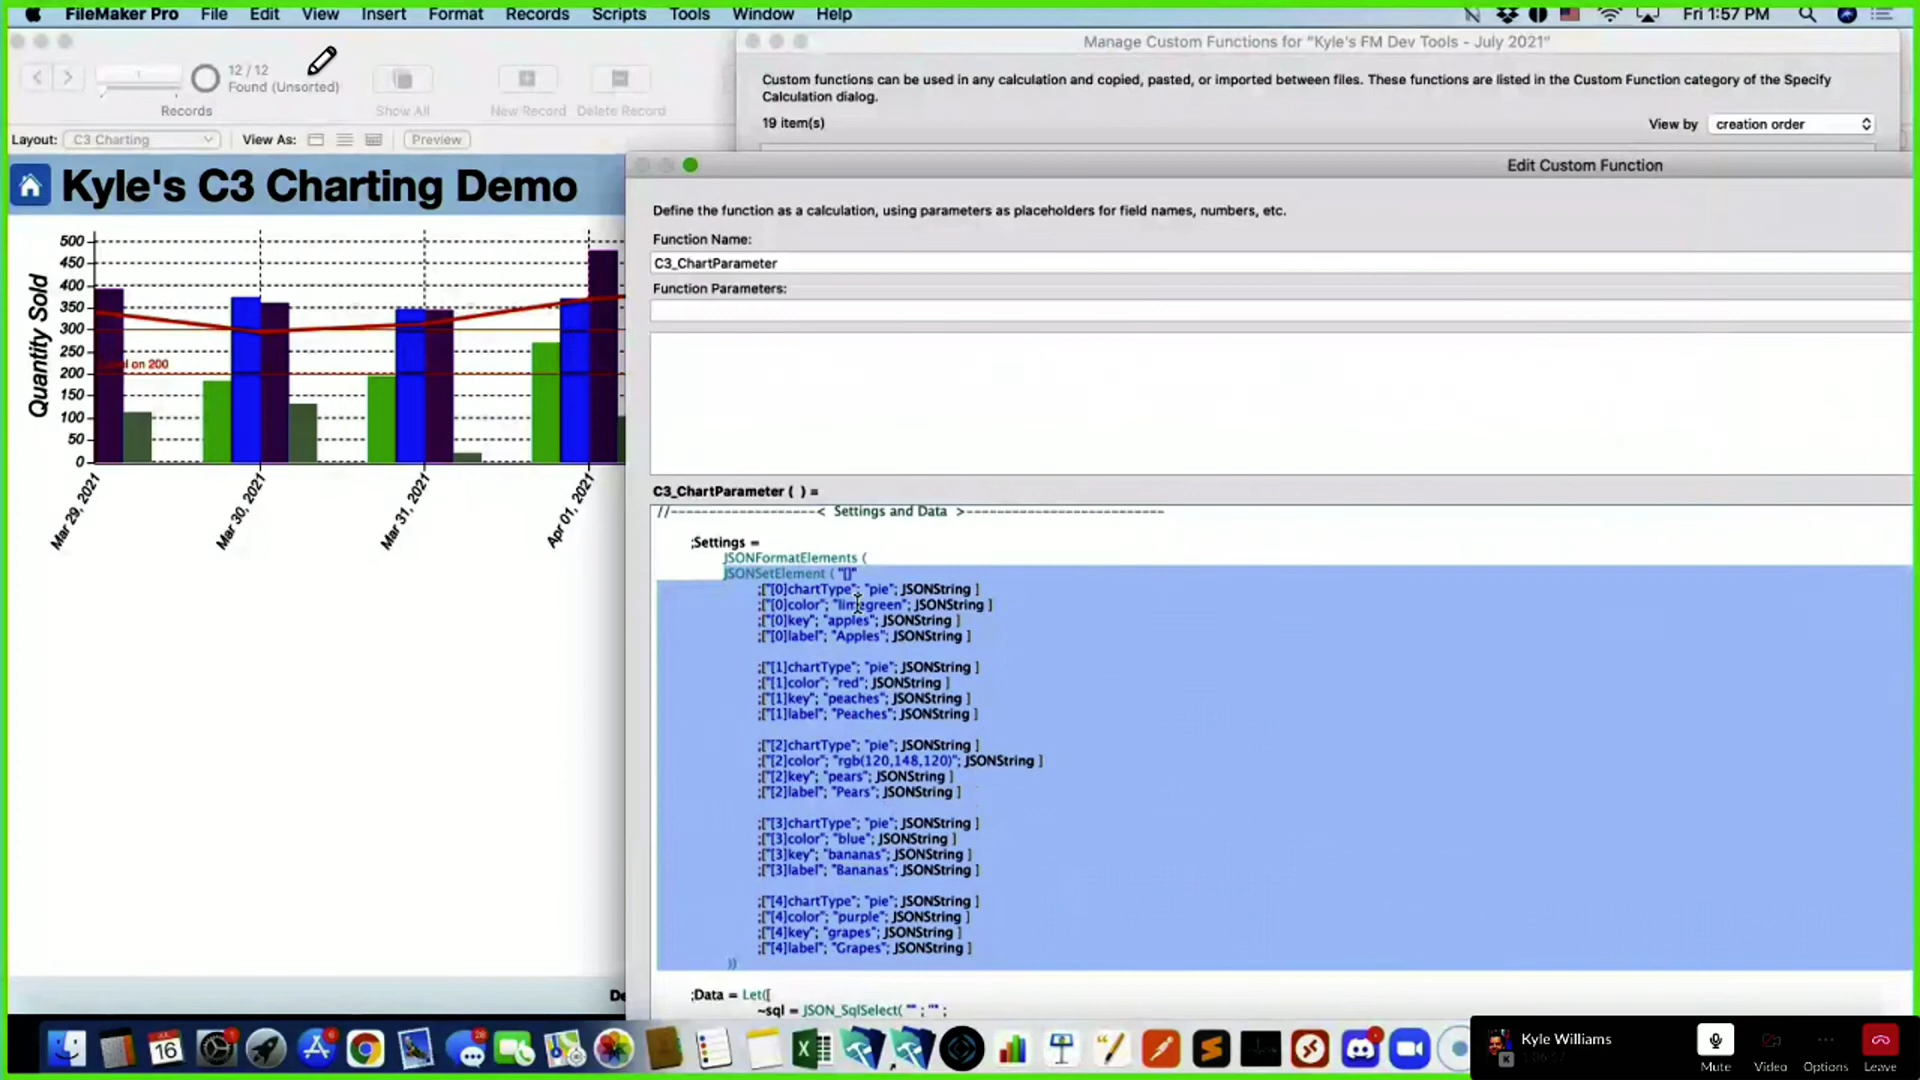 FileMaker Pro File Edit View Insert Format Records Scripts Tools Window Help Fri 1:57 PM
12 / 12
Found (Unsorted)
Records Show All New Record Delete Record
Layout: C3 Charting View As: Preview
Kyle's C3 Charting Demo
Quantity Sold
500
450
400
350
300
250
200
150
100
50
0
on 200
Mar 29, 2021
Mar 30, 2021
Mar 31, 2021
Apr 01, 2021
Manage Custom Functions for "Kyle's FM Dev Tools - July 2021"
Custom functions can be used in any calculation and copied, pasted, or imported between files. These functions are listed in the Custom Function category of the Specify
Calculation dialog.
19 item(s) View by creation order
Edit Custom Function
Define the function as a calculation, using parameters as placeholders for field names, numbers, etc.
Function Name:
C3_ChartParameter
Function Parameters:
C3_ChartParameter ( ) =
//-------------------< Settings and Data >--------------------------
;Settings =
JSONFormatElements (
JSONSetElement ( "[]"
;["[0]chartType"; "pie"; JSONString ]
;["[0]color"; "limegreen"; JSONString ]
;["[0]key"; "apples"; JSONString ]
;["[0]label"; "Apples"; JSONString ]
;["[1]chartType"; "pie"; JSONString ]
;["[1]color"; "red"; JSONString ]
;["[1]key"; "peaches"; JSONString ]
;["[1]label"; "Peaches"; JSONString ]
;["[2]chartType"; "pie"; JSONString ]
;["[2]color"; "rgb(120,148,120)"; JSONString ]
;["[2]key"; "pears"; JSONString ]
;["[2]label"; "Pears"; JSONString ]
;["[3]chartType"; "pie"; JSONString ]
;["[3]color"; "blue"; JSONString ]
;["[3]key"; "bananas"; JSONString ]
;["[3]label"; "Bananas"; JSONString ]
;["[4]chartType"; "pie"; JSONString ]
;["[4]color"; "purple"; JSONString ]
;["[4]key"; "grapes"; JSONString ]
;["[4]label"; "Grapes"; JSONString ]
))
;Data = Let([
~sql = JSON_SqlSelect( "" ; "" ;
De
16
Kyle Williams
K
Mute Video Options Leave